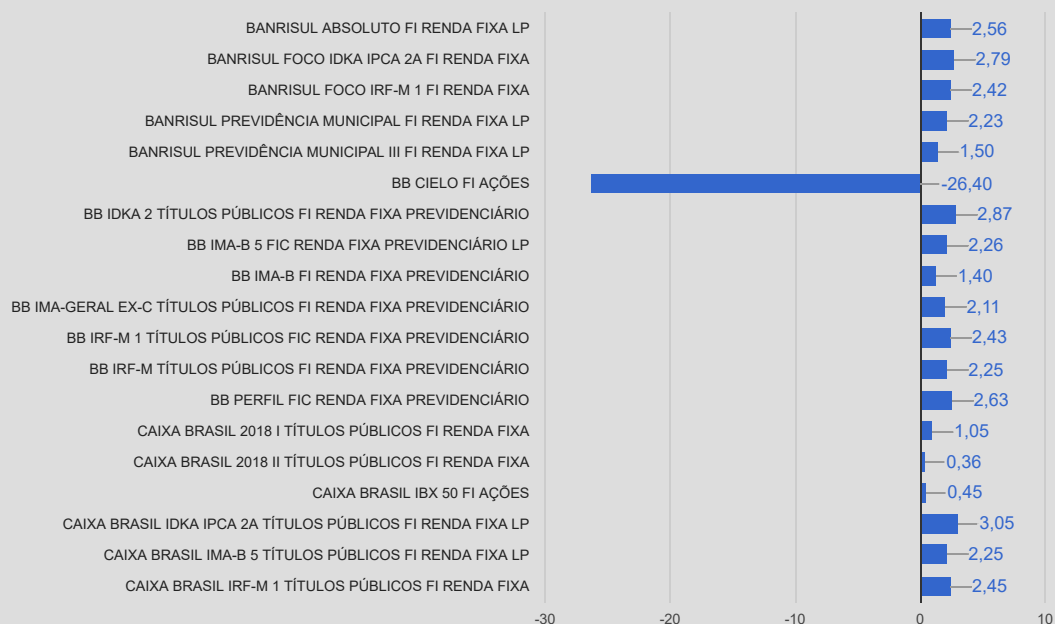 BANRISUL ABSOLUTO FI RENDA FIXA LP 2,56
BANRISUL FOCO IDKA IPCA 2A FI RENDA FIXA 2,79
BANRISUL FOCO IRF-M 1 FI RENDA FIXA 2,42
BANRISUL PREVIDÊNCIA MUNICIPAL FI RENDA FIXA LP 2,23
BANRISUL PREVIDÊNCIA MUNICIPAL III FI RENDA FIXA LP 1,50
BB CIELO FI AÇÕES -26,40
BB IDKA 2 TÍTULOS PÚBLICOS FI RENDA FIXA PREVIDENCIÁRIO 2,87
BB IMA-B 5 FIC RENDA FIXA PREVIDENCIÁRIO LP 2,26
BB IMA-B FI RENDA FIXA PREVIDENCIÁRIO 1,40
BB IMA-GERAL EX-C TÍTULOS PÚBLICOS FI RENDA FIXA PREVIDENCIÁRIO 2,11
BB IRF-M 1 TÍTULOS PÚBLICOS FIC RENDA FIXA PREVIDENCIÁRIO 2,43
BB IRF-M TÍTULOS PÚBLICOS FI RENDA FIXA PREVIDENCIÁRIO 2,25
BB PERFIL FIC RENDA FIXA PREVIDENCIÁRIO 2,63
CAIXA BRASIL 2018 I TÍTULOS PÚBLICOS FI RENDA FIXA 1,05
CAIXA BRASIL 2018 II TÍTULOS PÚBLICOS FI RENDA FIXA 0,36
CAIXA BRASIL IBX 50 FI AÇÕES 0,45
CAIXA BRASIL IDKA IPCA 2A TÍTULOS PÚBLICOS FI RENDA FIXA LP 3,05
CAIXA BRASIL IMA-B 5 TÍTULOS PÚBLICOS FI RENDA FIXA LP 2,25
CAIXA BRASIL IRF-M 1 TÍTULOS PÚBLICOS FI RENDA FIXA 2,45
-30 -20 -10 0 10